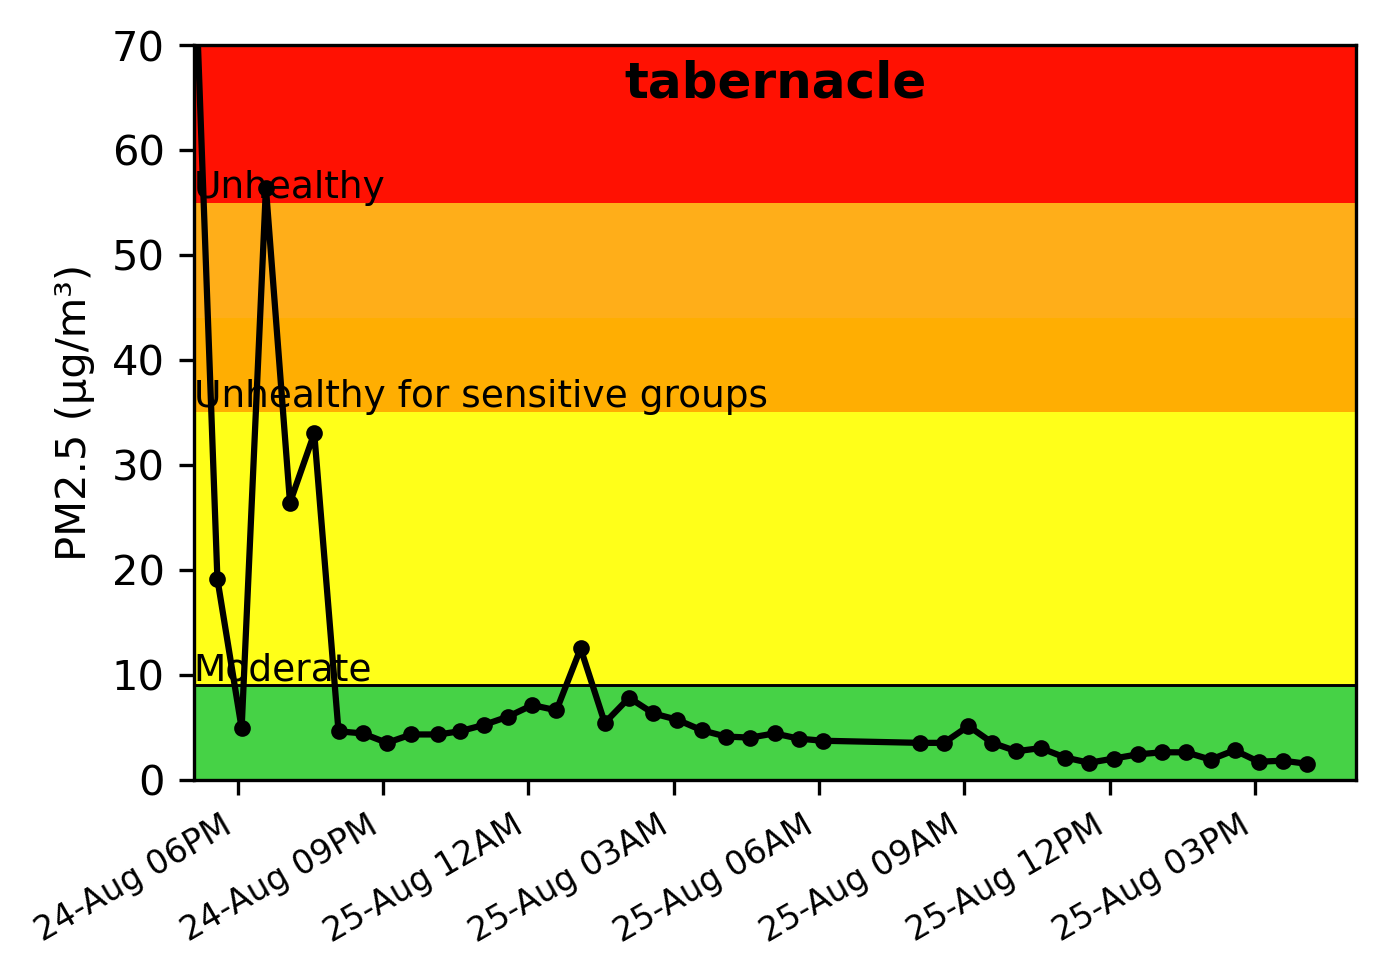 tabernacle
PM2.5 (µg/m³)
70
60
Unhealthy
50
40
Unhealthy for sensitive groups
30
20
10
Moderate
0
24-Aug 06PM
24-Aug 09PM
25-Aug 12AM
25-Aug 03AM
25-Aug 06AM
25-Aug 09AM
25-Aug 12PM
25-Aug 03PM